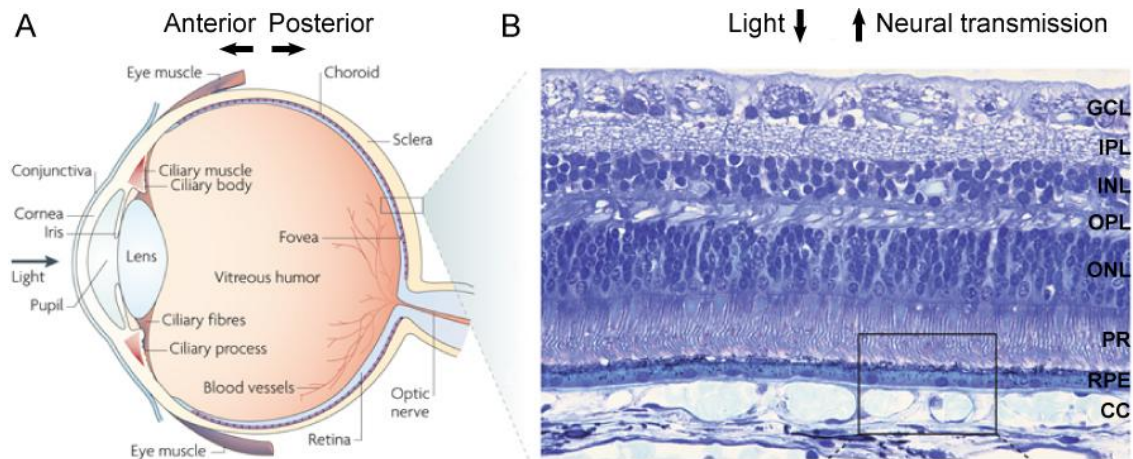 A
Anterior Posterior
Eye muscle
Choroid
Sclera
Conjunctiva
Ciliary muscle
Ciliary body
Cornea
Iris
Lens
Fovea
Light
Vitreous humor
Pupil
Ciliary fibres
Ciliary process
Blood vessels
Optic
nerve
Retina
Eye muscle
B
Light Neural transmission
GCL
IPL
INL
OPL
ONL
PR
RPE
CC